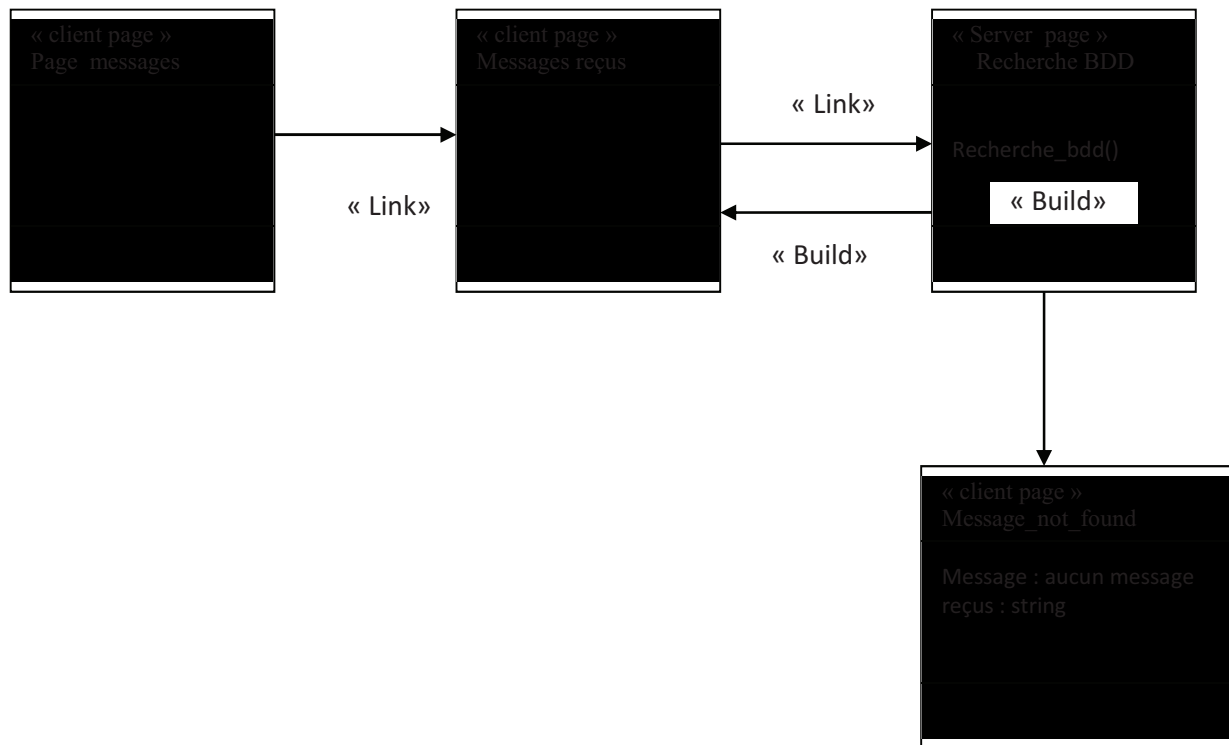 « client page »
Page messages
« client page »
Messages reçus
« Server page »
Recherche BDD
« Link»
Recherche_bdd()
« Link»
« Build»
« Build»
« client page »
Message_not_found
Message : aucun message
reçus : string